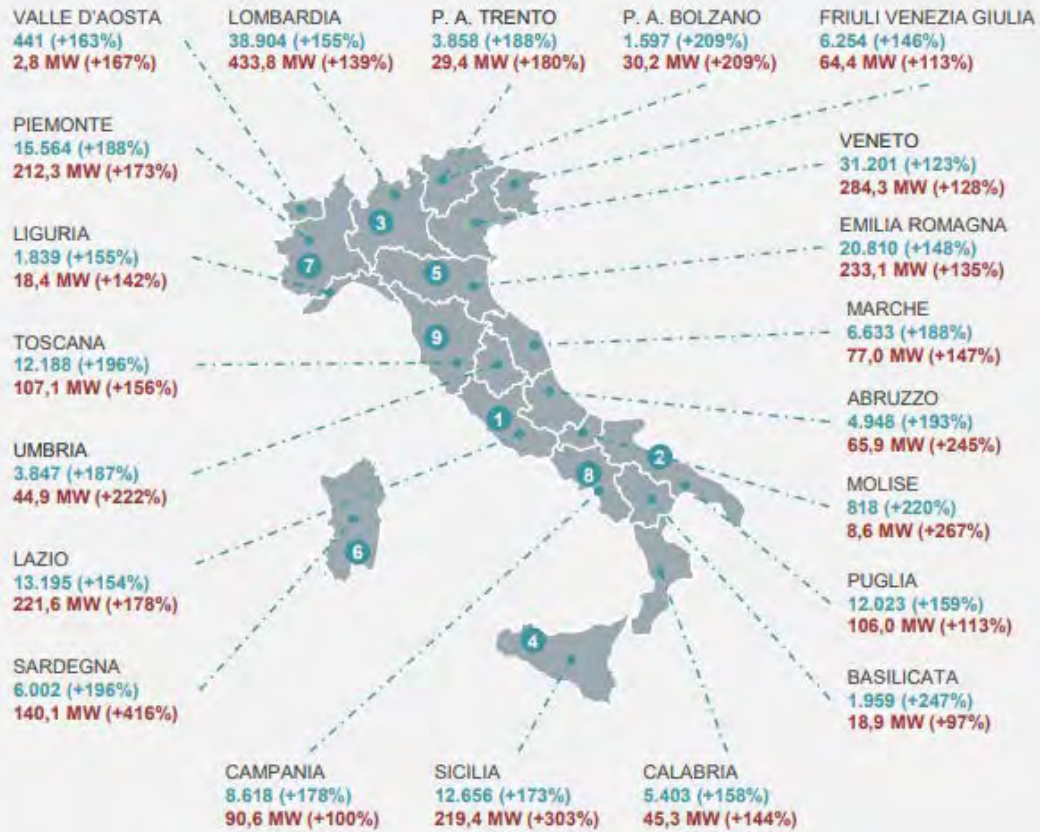 VALLE D'AOSTA
441 (+163%)
2,8 MW (+167%)
LOMBARDIA
38.904 (+155%)
433,8 MW (+139%)
P. A. TRENTO
3.858 (+188%)
29,4 MW (+180%)
P. A. BOLZANO
1.597 (+209%)
30,2 MW (+209%)
FRIULI VENEZIA GIULIA
6.254 (+146%)
64,4 MW (+113%)
PIEMONTE
15.564 (+188%)
212,3 MW (+173%)
VENETO
31.201 (+123%)
284,3 MW (+128%)
LIGURIA
1.839 (+155%)
18,4 MW (+142%)
EMILIA ROMAGNA
20.810 (+148%)
233,1 MW (+135%)
TOSCANA
12.188 (+196%)
107,1 MW (+156%)
MARCHE
6.633 (+188%)
77,0 MW (+147%)
UMBRIA
3.847 (+187%)
44,9 MW (+222%)
ABRUZZO
4.948 (+193%)
65,9 MW (+245%)
MOLISE
818 (+220%)
8,6 MW (+267%)
LAZIO
13.195 (+154%)
221,6 MW (+178%)
PUGLIA
12.023 (+159%)
106,0 MW (+113%)
SARDEGNA
6.002 (+196%)
140,1 MW (+416%)
BASILICATA
1.959 (+247%)
18,9 MW (+97%)
CAMPANIA
8.618 (+178%)
90,6 MW (+100%)
SICILIA
12.656 (+173%)
219,4 MW (+303%)
CALABRIA
5.403 (+158%)
45,3 MW (+144%)
3
7
5
9
1
2
8
6
4